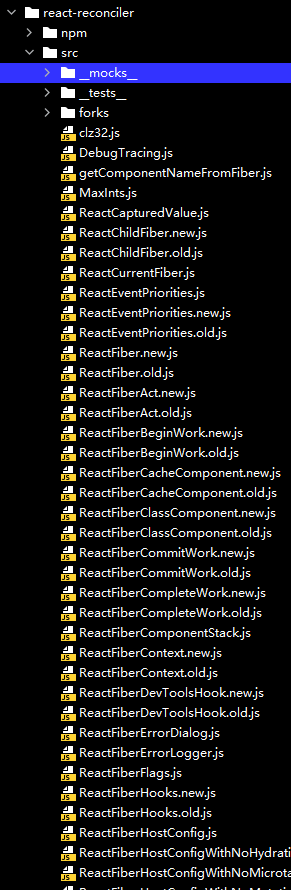 react-reconciler
npm
src
__mocks__
__tests__
forks
clz32.js
DebugTracing.js
getComponentNameFromFiber.js
MaxInts.js
ReactCapturedValue.js
ReactChildFiber.new.js
ReactChildFiber.old.js
ReactCurrentFiber.js
ReactEventPriorities.js
ReactEventPriorities.new.js
ReactEventPriorities.old.js
ReactFiber.new.js
ReactFiber.old.js
ReactFiberAct.new.js
ReactFiberAct.old.js
ReactFiberBeginWork.new.js
ReactFiberBeginWork.old.js
ReactFiberCacheComponent.new.js
ReactFiberCacheComponent.old.js
ReactFiberClassComponent.new.js
ReactFiberClassComponent.old.js
ReactFiberCommitWork.new.js
ReactFiberCommitWork.old.js
ReactFiberCompleteWork.new.js
ReactFiberCompleteWork.old.js
ReactFiberComponentStack.js
ReactFiberContext.new.js
ReactFiberContext.old.js
ReactFiberDevToolsHook.new.js
ReactFiberDevToolsHook.old.js
ReactFiberErrorDialog.js
ReactFiberErrorLogger.js
ReactFiberFlags.js
ReactFiberHooks.new.js
ReactFiberHooks.old.js
ReactFiberHostConfig.js
ReactFiberHostConfigWithNoHydrati
ReactFiberHostConfigWithNoMicrota